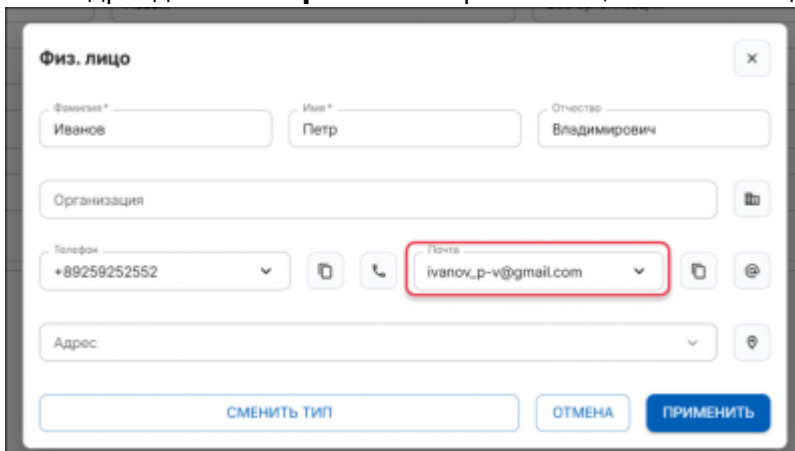 Физ. лицо
Фамилия* Имя* Отчество
Иванов Петр Владимирович
Организация
Телефон Почта
+89259252552 ivanov_p-v@gmail.com
Адрес
СМЕНИТЬ ТИП ОТМЕНА ПРИМЕНИТЬ